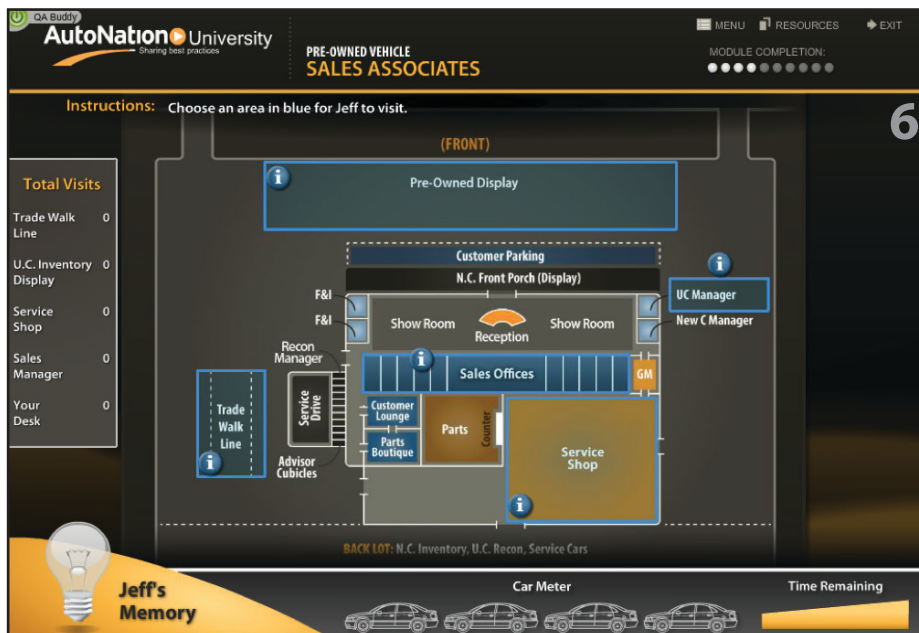 QA Buddy
AutoNation University
Sharing best practices
PRE-OWNED VEHICLE
SALES ASSOCIATES
MENU RESOURCES EXIT
MODULE COMPLETION:
Instructions: Choose an area in blue for Jeff to visit.
6
(FRONT)
Total Visits
Trade Walk Line 0
U.C. Inventory Display 0
Service Shop 0
Sales Manager 0
Your Desk 0
i
Pre-Owned Display
Customer Parking
i
N.C. Front Porch (Display)
F&I
UC Manager
F&I
Show Room
Reception
Show Room
New C Manager
Recon
Manager
i
Sales Offices
GM
Trade
Walk
Line
i
Service
Drive
Customer
Lounge
Parts
Boutique
Parts
Counter
Service
Shop
i
Advisor
Cubicles
BACK LOT: N.C. Inventory, U.C. Recon, Service Cars
Jeff's
Memory
Car Meter
Time Remaining